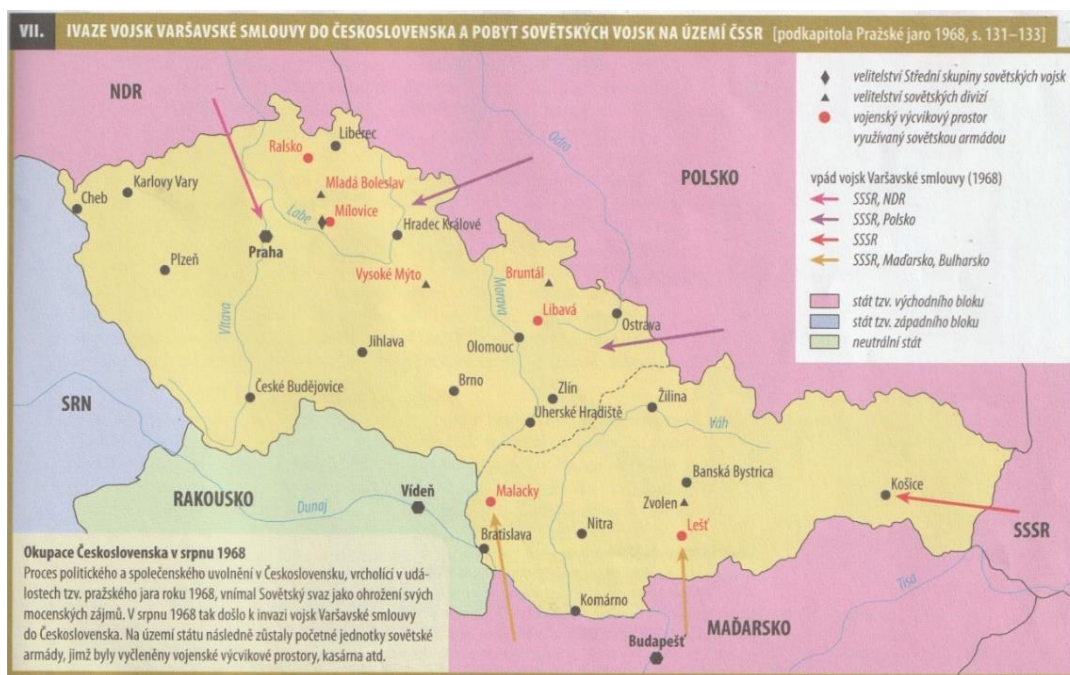 VII. IVAZE VOJSK VARŠAVSKÉ SMLOUVY DO ČESKOSLOVENSKA A POBYT SOVĚTSKÝCH VOJSK NA ÚZEMÍ ČSSR [podkapitola Pražské jaro 1968, s. 131–133]
velitelství Střední skupiny sovětských vojsk
velitelství sovětských divizí
vojenský výcvikový prostor
využívaný sovětskou armádou
vpád vojsk Varšavské smlouvy (1968)
SSSR, NDR
SSSR, Polsko
SSSR
SSSR, Maďarsko, Bulharsko
stát tzv. východního bloku
stát tzv. západního bloku
neutrální stát
NDR
Liberec
Ralsko
Odra
POLSKO
Karlovy Vary
Mladá Boleslav
Cheb
Labe
Mílovice
Hradec Králové
Praha
Plzeň
Vysoké Mýto
Bruntál
Morava
Libavá
Ostrava
Vltava
Jihlava
Olomouc
SRN
České Budějovice
Brno
Zlín
Žilina
Uherské Hradiště
Váh
RAKOUSKO
Vídeň
Dunaj
Malacky
Banská Bystrica
Zvolen
Košice
Nitra
Lešť
SSSR
Bratislava
Komárno
Tisa
MAĎARSKO
Budapešť
Okupace Československa v srpnu 1968
Proces politického a společenského uvolnění v Československu, vrcholící v udá-
lostech tzv. pražského jara roku 1968, vnímal Sovětský svaz jako ohrožení svých
mocenských zájmů. V srpnu 1968 tak došlo k invazi vojsk Varšavské smlouvy
do Československa. Na území státu následně zůstaly početné jednotky sovětské
armády, jimž byly vyčleněny vojenské výcvikové prostory, kasárna atd.